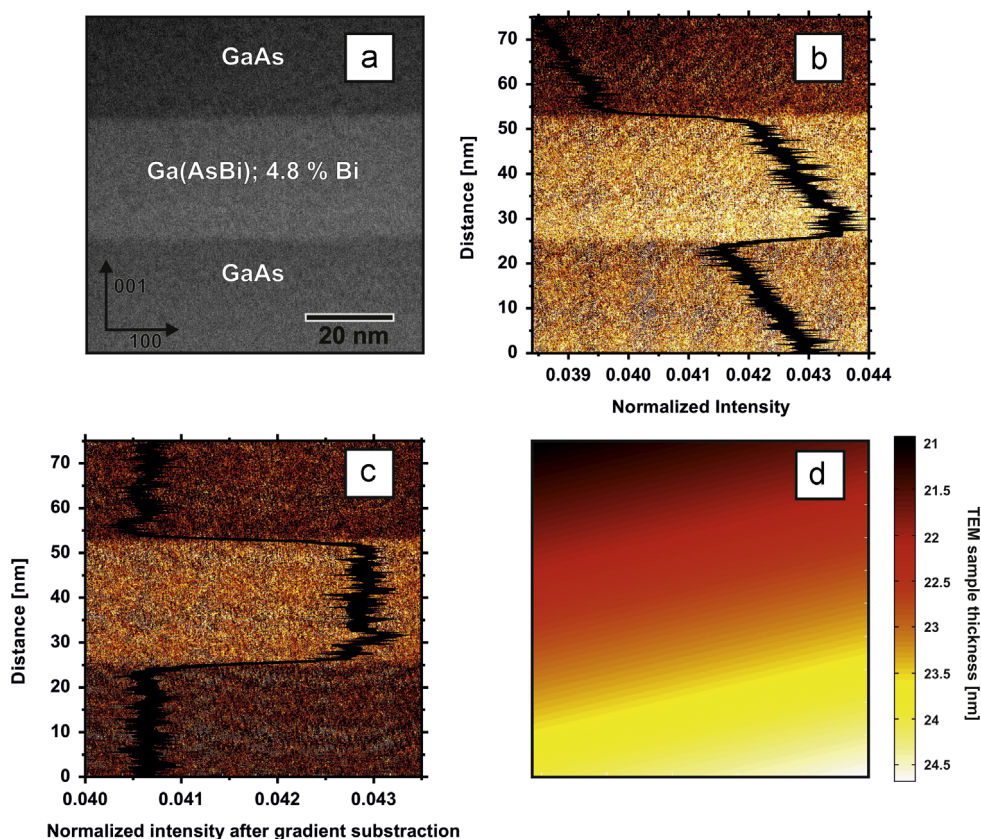 GaAs
a
Ga(AsBi); 4.8 % Bi
GaAs
001
100
20 nm
b
Distance [nm]
70
60
50
40
30
20
10
0
0.039 0.040 0.041 0.042 0.043 0.044
Normalized Intensity
c
Distance [nm]
70
60
50
40
30
20
10
0
0.040 0.041 0.042 0.043
Normalized intensity after gradient substraction
d
21
21.5
22
22.5
23
23.5
24
24.5
TEM sample thickness [nm]